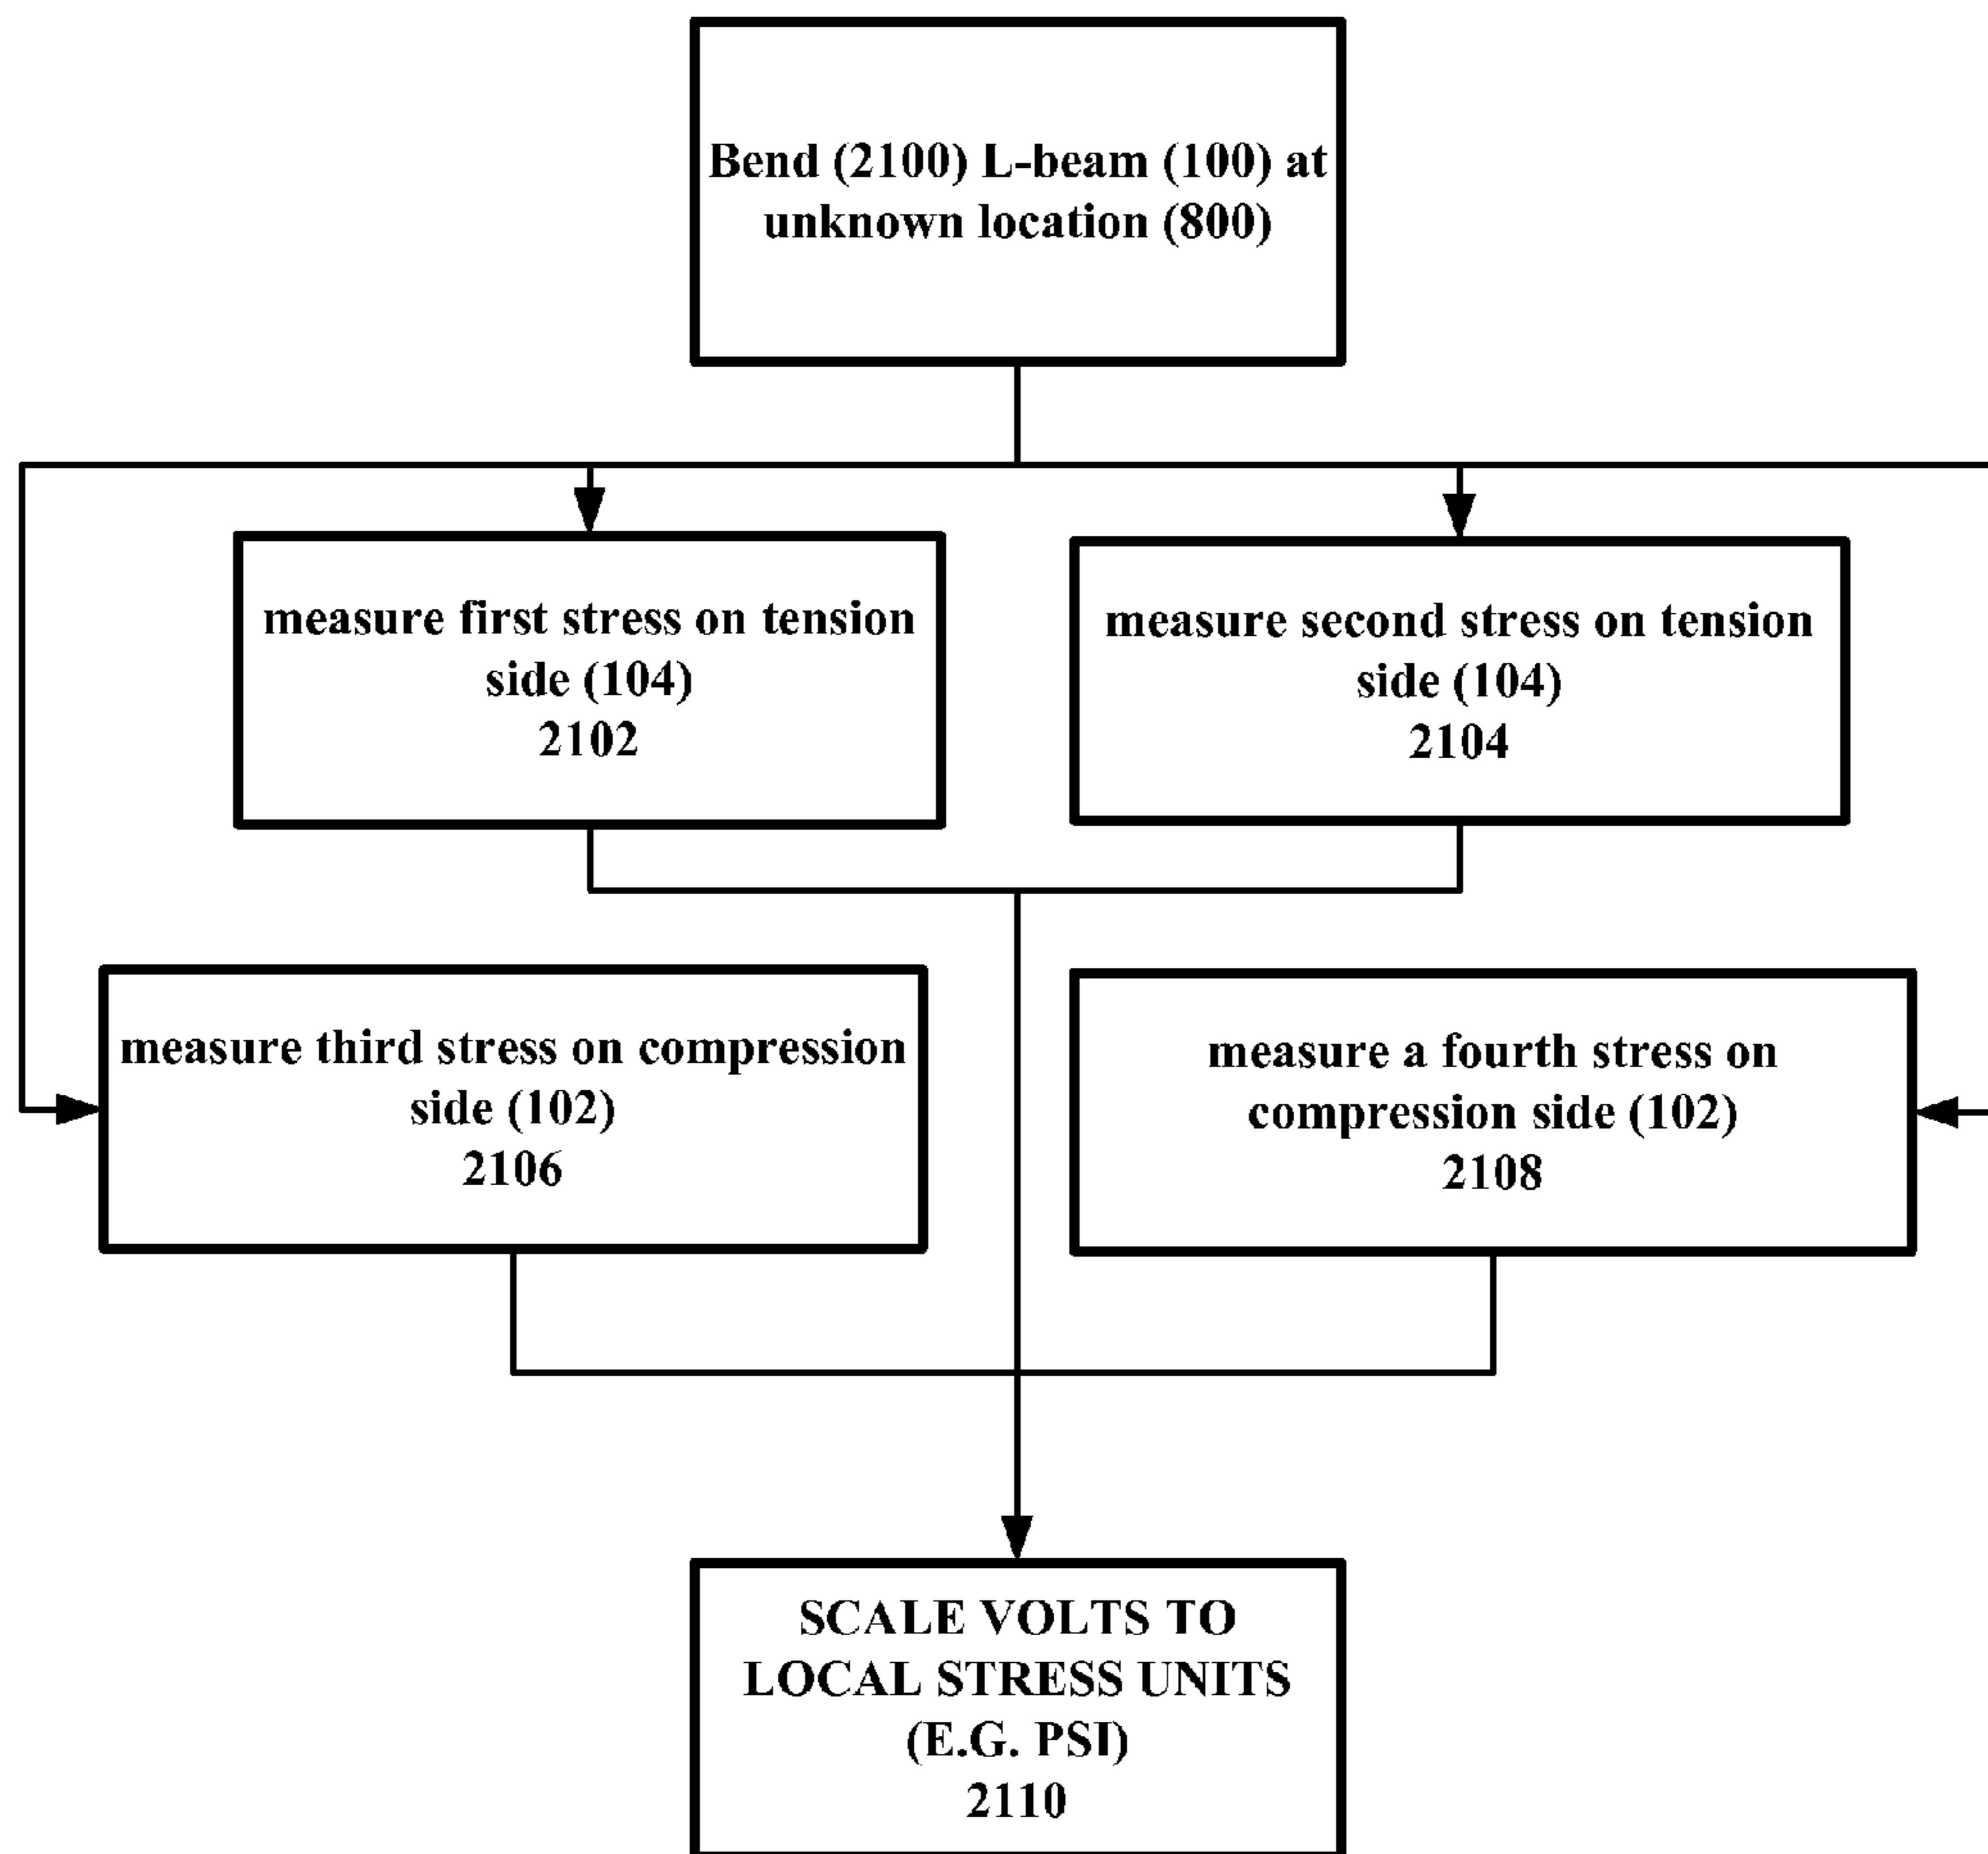 Bend (2100) L-beam (100) at
unknown location (800)
measure first stress on tension
side (104)
2102
measure second stress on tension
side (104)
2104
measure third stress on compression
side (102)
2106
measure a fourth stress on
compression side (102)
2108
SCALE VOLTS TO
LOCAL STRESS UNITS
(E.G. PSI)
2110